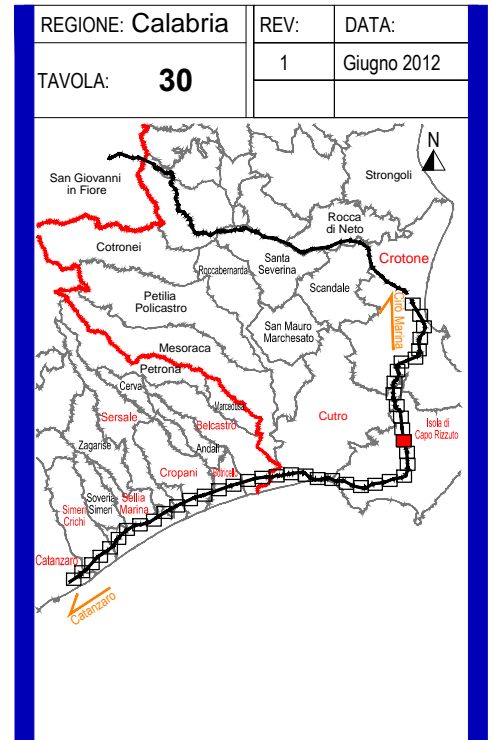 REGIONE: Calabria
REV:
DATA:
TAVOLA: 30
1
Giugno 2012
N
San Giovanni
in Fiore
Strongoli
Rocca
di Neto
Cotronei
Santa
Severina
Crotone
Roccabernarda
Scandale
Petilia
Policastro
Ciro Marina
San Mauro
Marchesato
Mesoraca
Petrona
Cerva
Marcedusa
Sersale
Belcastro
Cutro
Isola di
Capo Rizzuto
Zagarise
Andali
Cropani
Botricello
Soveria
Simeri
Sellia
Marina
Simeri
Crichi
Catanzaro
Catanzaro